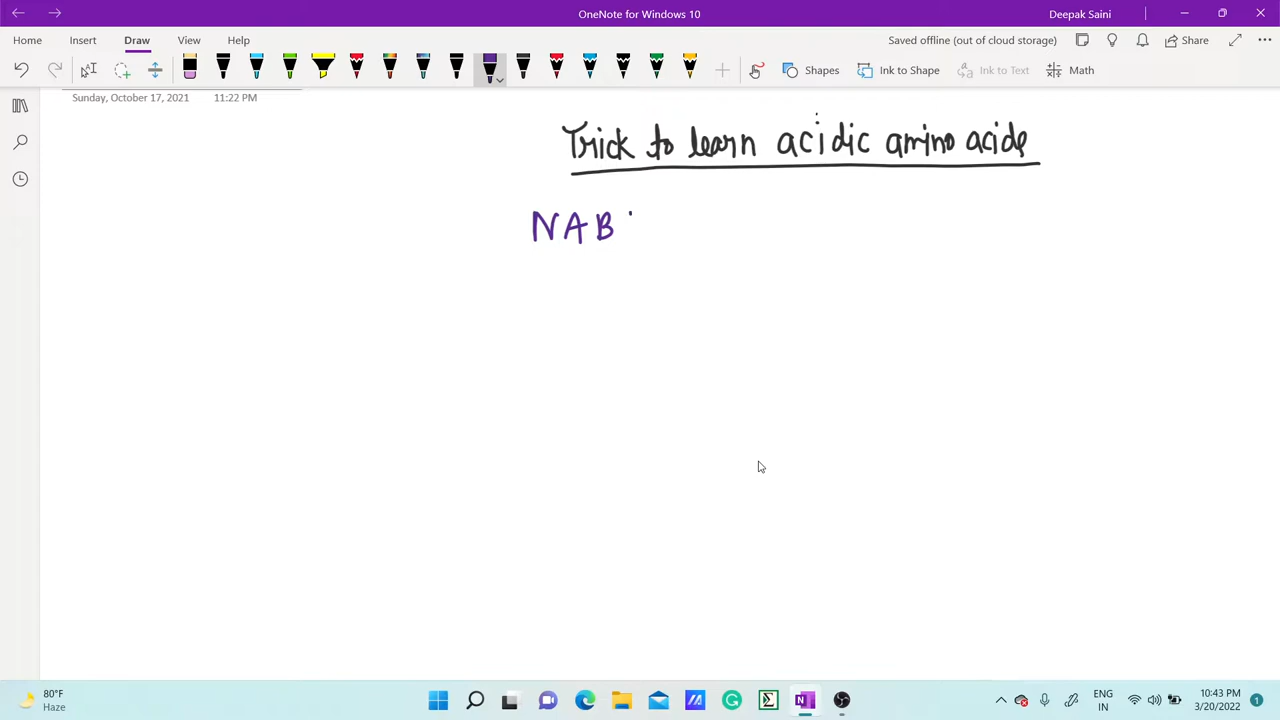 OneNote for Windows 10
Deepak Saini
Home Insert Draw View Help
Saved offline (out of cloud storage)
Share
Shapes
Ink to Shape
Ink to Text
Math
Sunday, October 17, 2021 11:22 PM
Trick to learn acidic amino acids
NAB
80°F
Haze
ENG
IN
10:43 PM
3/20/2022
1